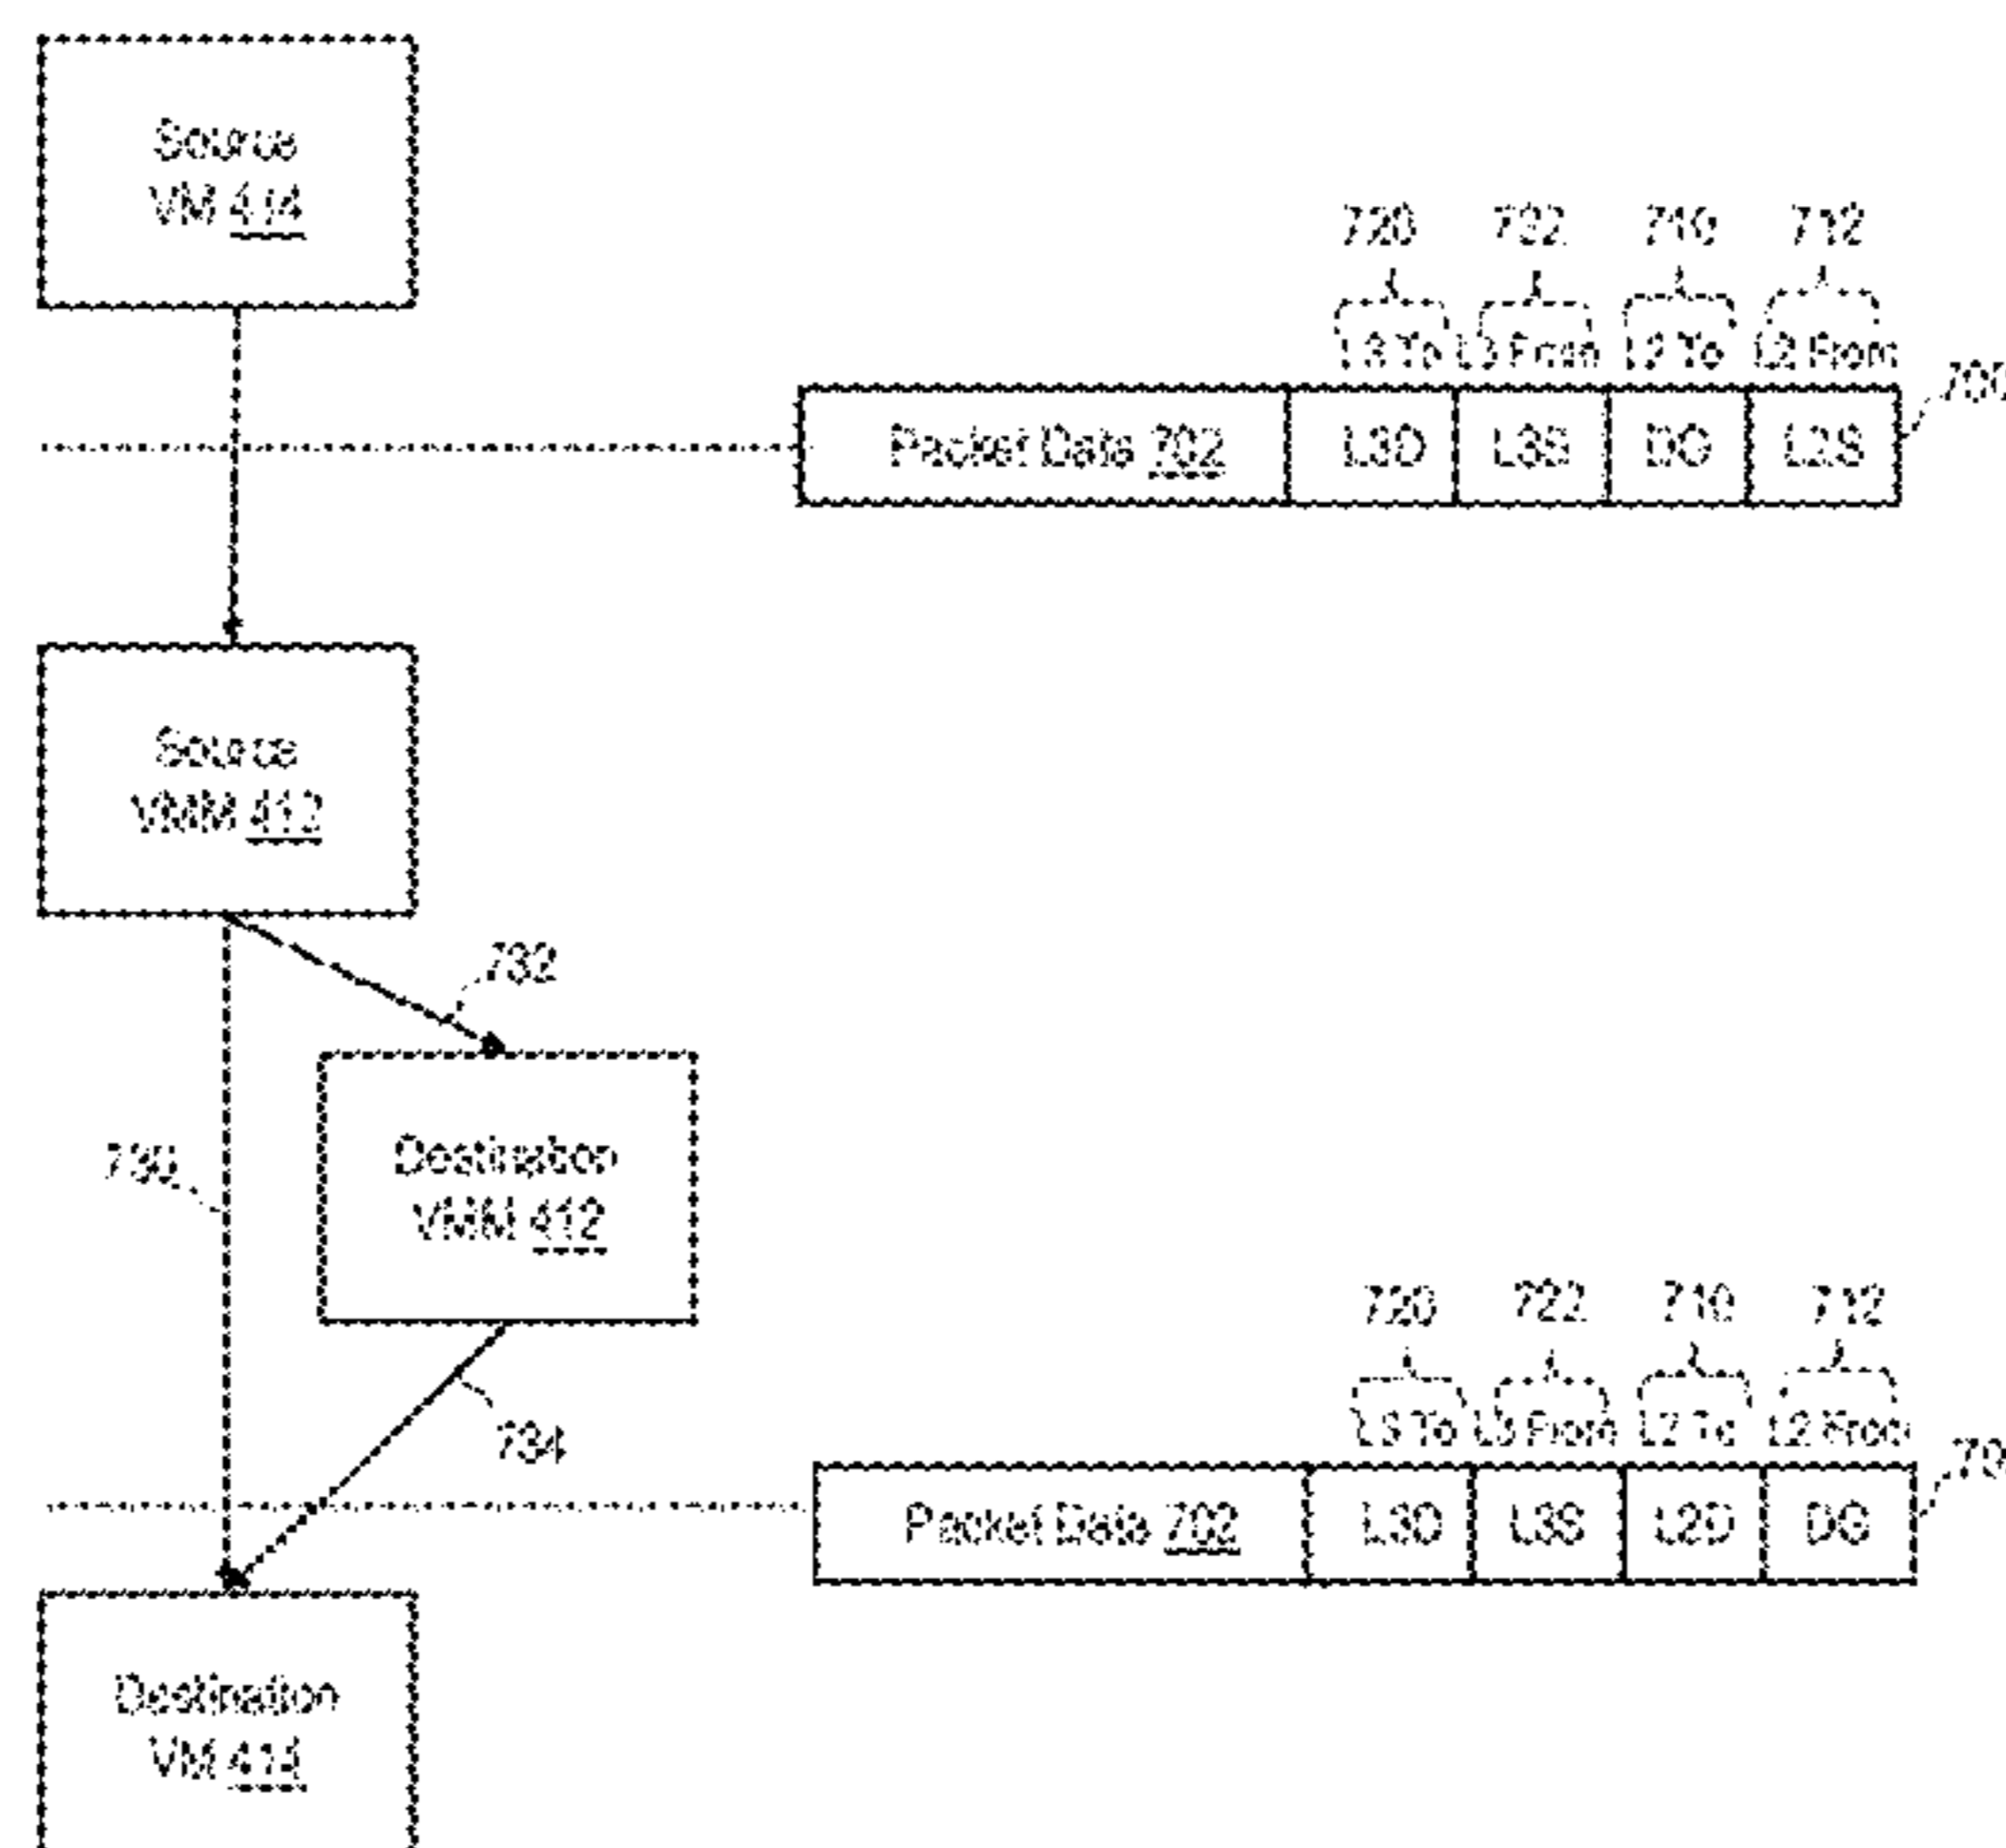 Source
VM 414
720 722 710 712
L3 To L3 From L2 To L2 From
700
Packet Data 702 L3D L3S DG L2S
Source
VMM 412
732
730
Destination
VMM 412
720 722 710 712
L3 To L3 From L2 To L2 From
734
Packet Data 702 L3D L3S L2D DG
Destination
VM 414